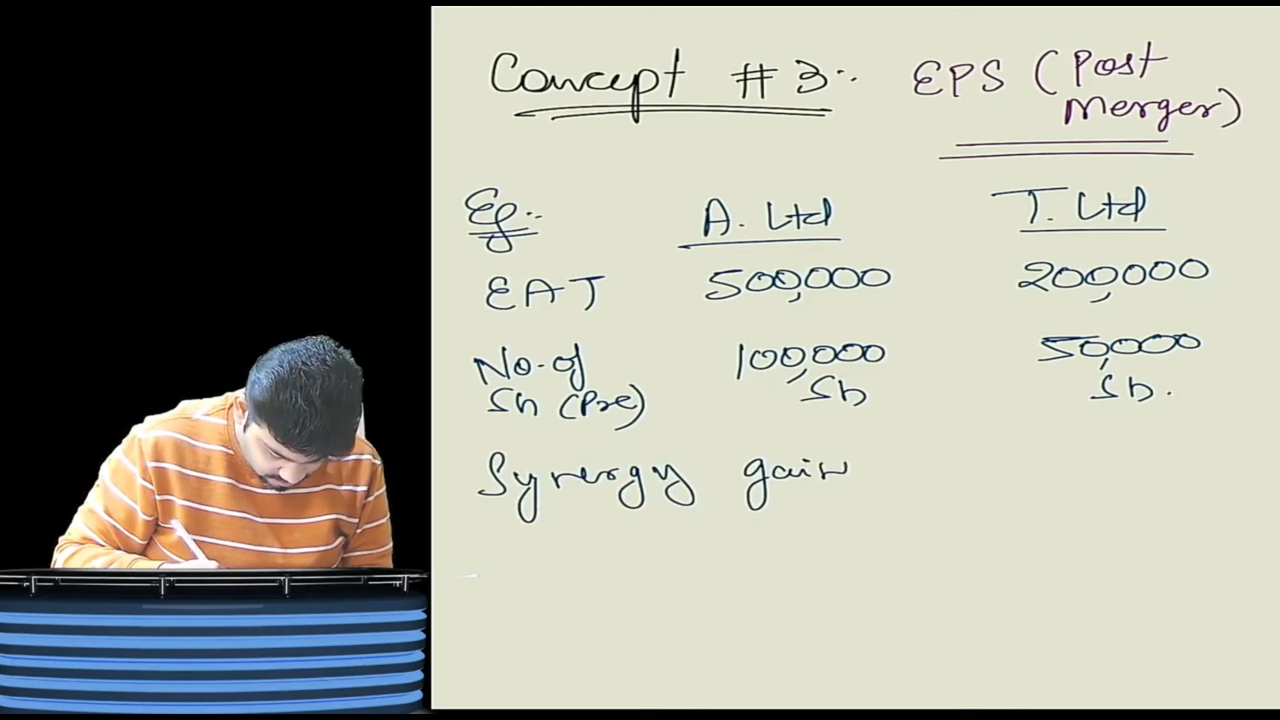 Concept # 3:- EPS (Post Merger)
Eg:- A. Ltd T. Ltd
EAT 500,000 200,000
No. of Sh (Pre) 100,000 Sh 50,000 Sh.
Synergy gain